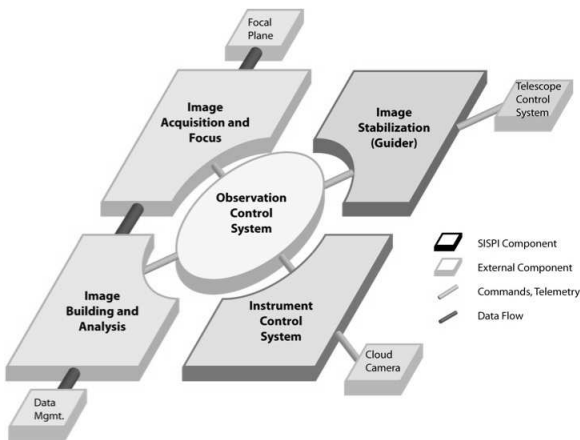 Focal
Plane
Image
Acquisition and
Focus
Image
Stabilization
(Guider)
Telescope
Control
System
Observation
Control
System
Image
Building and
Analysis
Instrument
Control
System
Data
Mgmt.
Cloud
Camera
SISPI Component
External Component
Commands, Telemetry
Data Flow